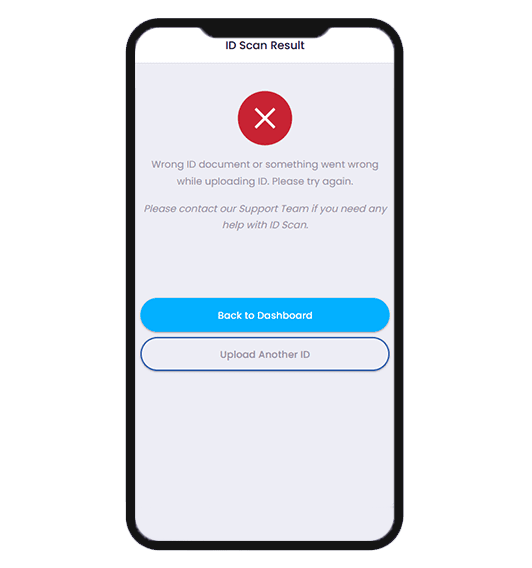 ID Scan Result
Wrong ID document or something went wrong
while uploading ID. Please try again.
Please contact our Support Team if you need any
help with ID Scan.
Back to Dashboard
Upload Another ID